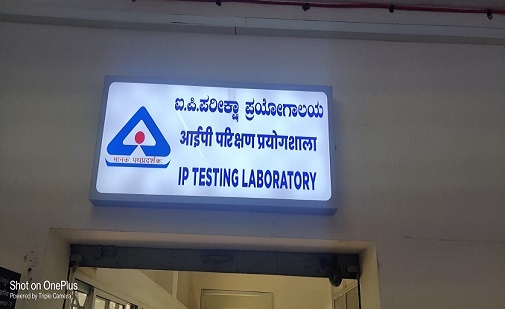 ಐ.ಪಿ.ಪರೀಕ್ಷಾ ಪ್ರಯೋಗಾಲಯ
आईपी परिक्षण प्रयोगशाला
मानकः पथप्रदर्शकः
IP TESTING LABORATORY
Shot on OnePlus
Powered by Triple Camera